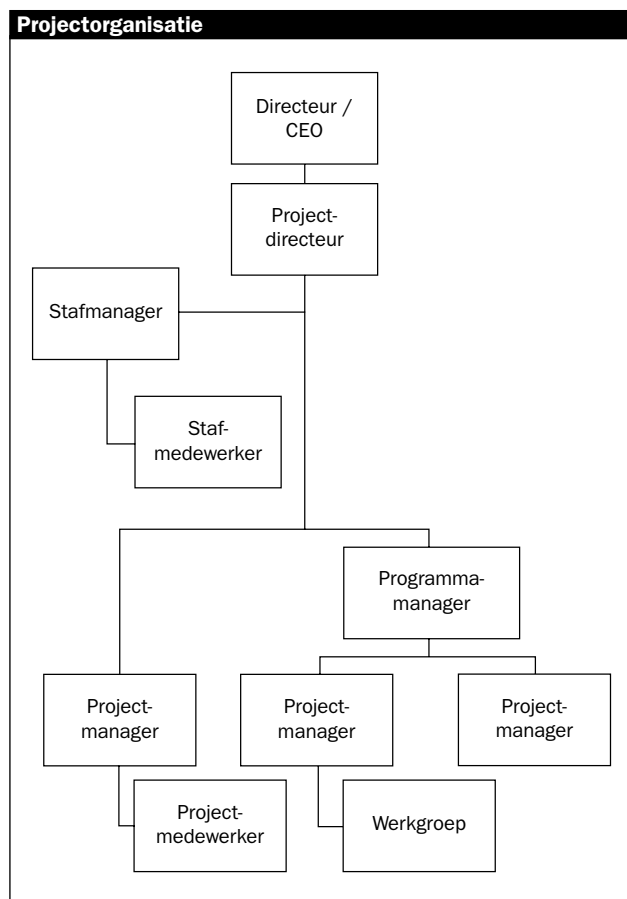 Projectorganisatie
Directeur /
CEO
Project-
directeur
Stafmanager
Staf-
medewerker
Programma-
manager
Project-
manager
Project-
manager
Project-
manager
Project-
medewerker
Werkgroep